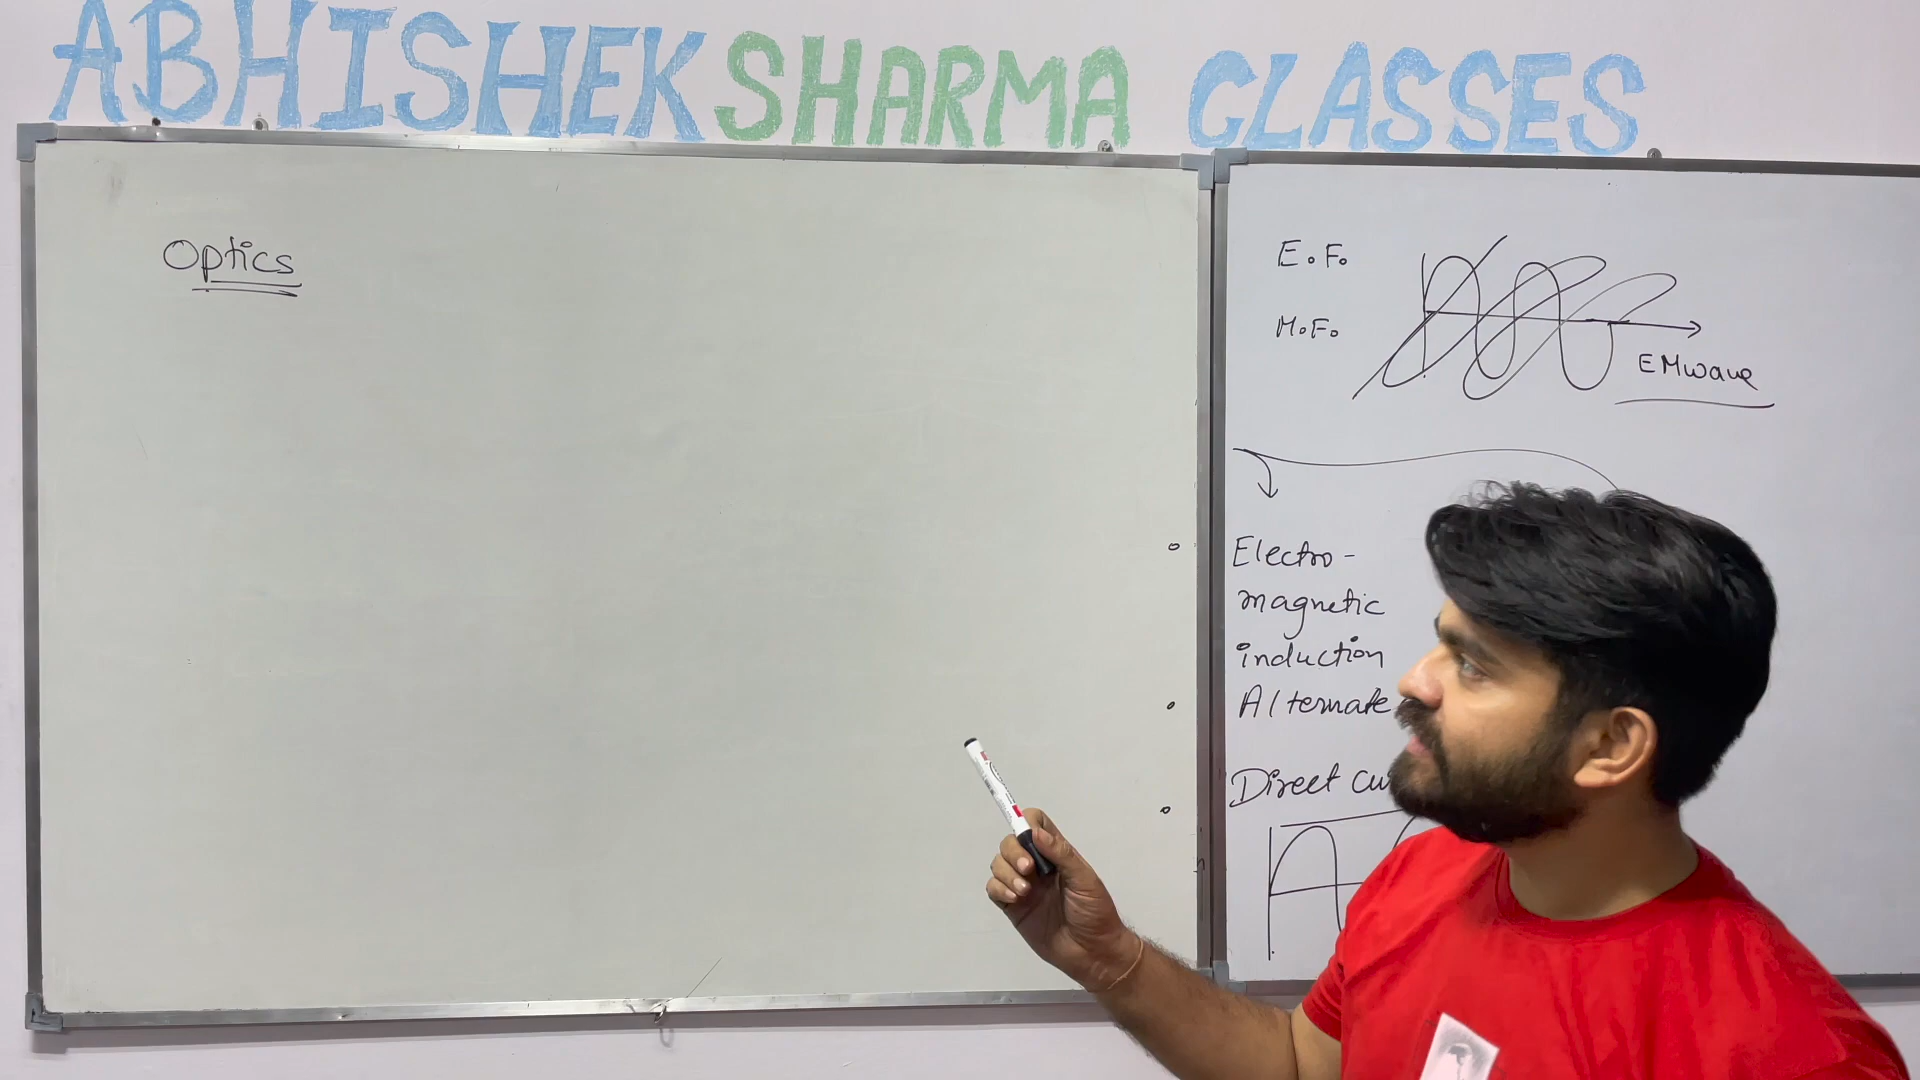 ABHISHEK SHARMA CLASSES
Optics
E.F.
M.F.
EMwave
Electro-
magnetic
induction
Alternate
Direct cu